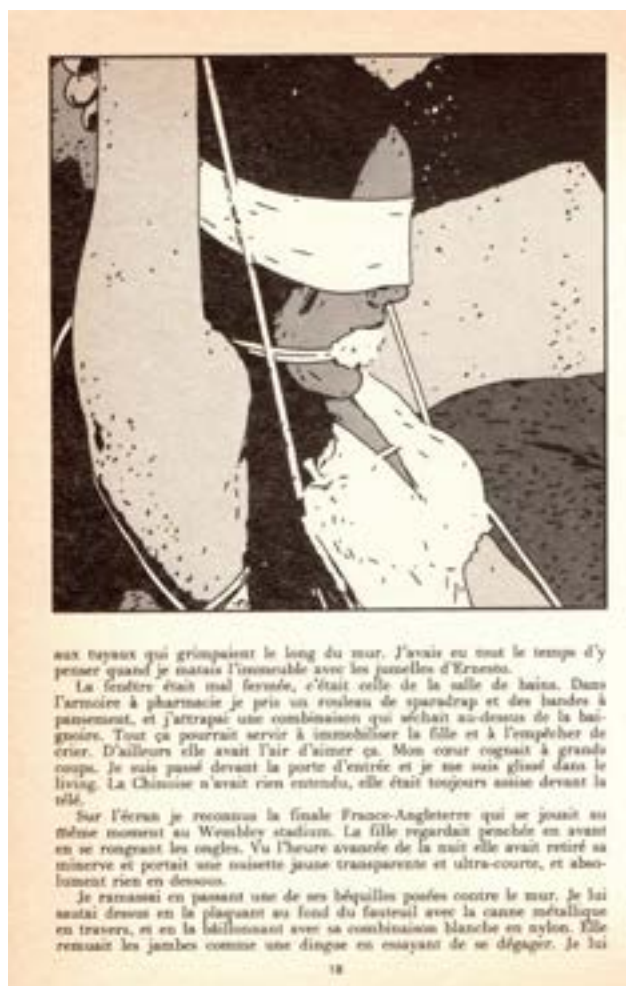 aux tuyaux qui grimpaient le long du mur. J'avais eu tout le temps d'y
penser quand je matais l'immeuble avec les jumelles d'Ernesto.
La fenêtre était mal fermée, c'était celle de la salle de bains. Dans
l'armoire à pharmacie je pris un rouleau de sparadrap et des bandes à
pansement, et j'attrapai une combinaison qui séchait au-dessus de la bai-
gnoire. Tout ça pourrait servir à immobiliser la fille et à l'empêcher de
crier. D'ailleurs elle avait l'air d'aimer ça. Mon cœur cognait à grands
coups. Je suis passé devant la porte d'entrée et je me suis glissé dans le
living. La Chinoise n'avait rien entendu, elle était toujours assise devant la
télé.
Sur l'écran je reconnus la finale France-Angleterre qui se jouait au
même moment au Wembley stadium. La fille regardait penchée en avant
en se rongeant les ongles. Vu l'heure avancée de la nuit elle avait retiré sa
minerve et portait une nuisette jaune transparente et ultra-courte, et abso-
lument rien en dessous.
Je ramassai en passant une de ses béquilles posées contre le mur. Je lui
sautai dessus en la plaquant au fond du fauteuil avec la canne métallique
en travers, et en la bâillonnant avec sa combinaison blanche en nylon. Elle
remuait les jambes comme une dingue en essayant de se dégager. Je lui
18